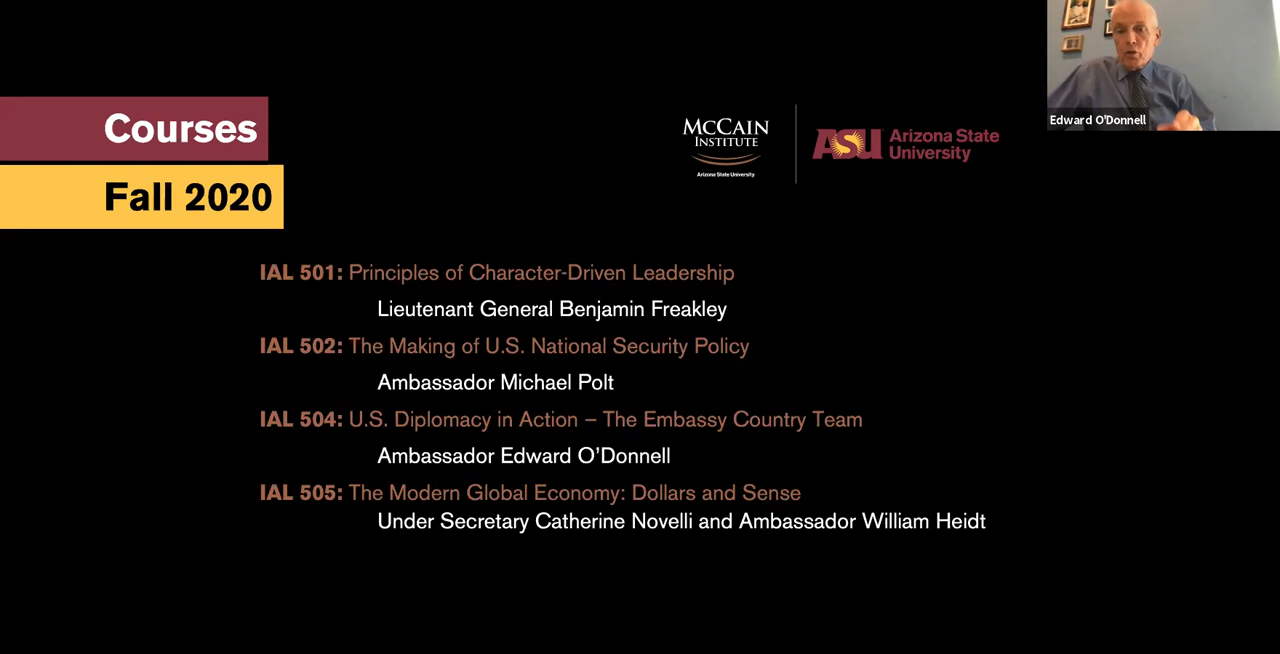 Edward O'Donnell
Courses
Fall 2020
McCAIN
INSTITUTE
Arizona State University
ASU
Arizona State
University
IAL 501: Principles of Character-Driven Leadership
Lieutenant General Benjamin Freakley
IAL 502: The Making of U.S. National Security Policy
Ambassador Michael Polt
IAL 504: U.S. Diplomacy in Action – The Embassy Country Team
Ambassador Edward O’Donnell
IAL 505: The Modern Global Economy: Dollars and Sense
Under Secretary Catherine Novelli and Ambassador William Heidt